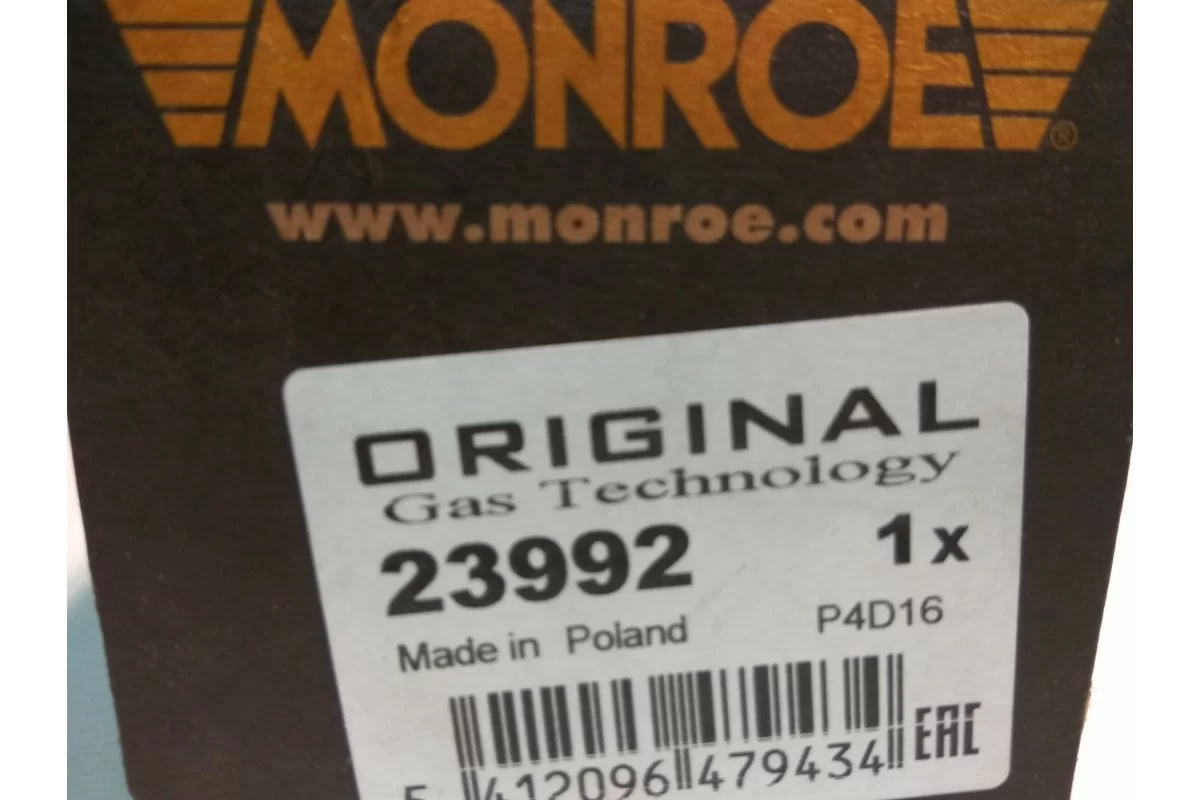 MONROE®
www.monroe.com
ORIGINAL
Gas Technology
23992 1x
Made in Poland P4D16
5 412096 479434 EAC